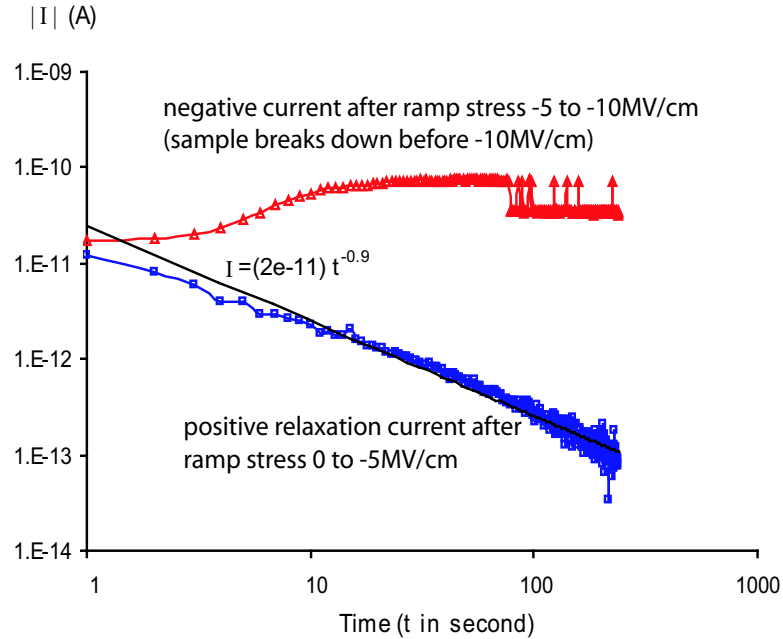 |I| (A)
1.E-09
negative current after ramp stress -5 to -10MV/cm
(sample breaks down before -10MV/cm)
1.E-10
1.E-11
I=(2e-11) t-0.9
1.E-12
positive relaxation current after
ramp stress 0 to -5MV/cm
1.E-13
1.E-14
1 10 100 1000
Time (t in second)